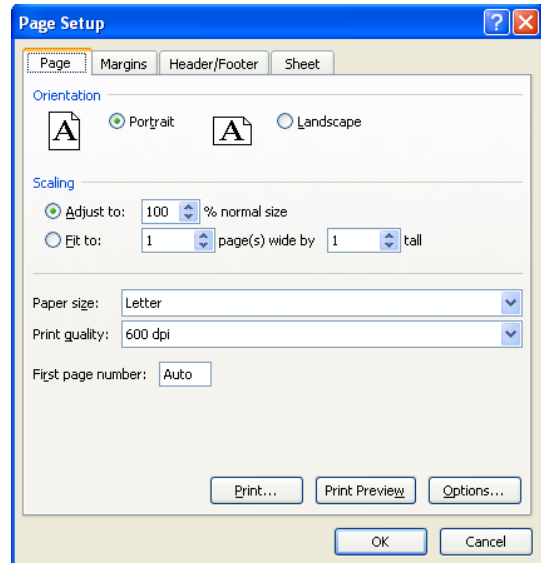 Page Setup
Page Margins Header/Footer Sheet
Orientation
A Portrait A Landscape
Scaling
Adjust to: 100 % normal size
Fit to: 1 page(s) wide by 1 tall
Paper size: Letter
Print quality: 600 dpi
First page number: Auto
Print... Print Preview Options...
OK Cancel